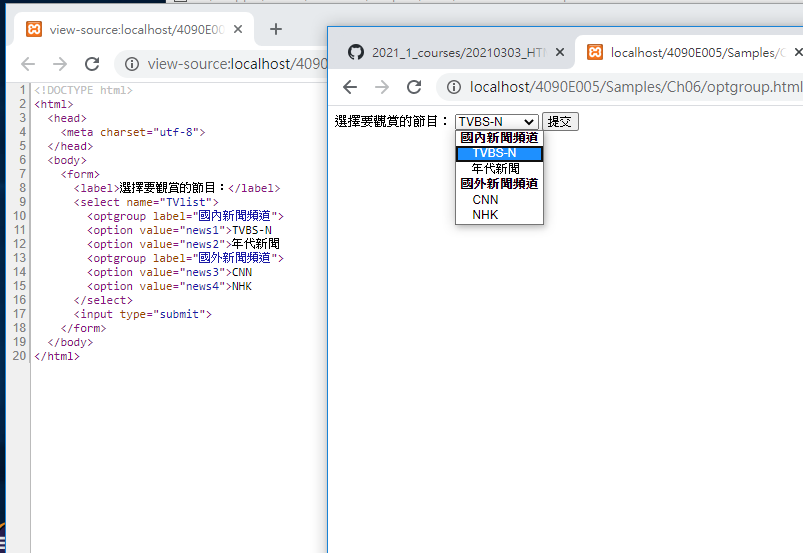 view-source:localhost/4090E00
view-source:localhost/4090
1 <!DOCTYPE html>
2 <html>
3 <head>
4 <meta charset="utf-8">
5 </head>
6 <body>
7 <form>
8 <label>選擇要觀賞的節目：</label>
9 <select name="TVlist">
10 <optgroup label="國內新聞頻道">
11 <option value="news1">TVBS-N
12 <option value="news2">年代新聞
13 <optgroup label="國外新聞頻道">
14 <option value="news3">CNN
15 <option value="news4">NHK
16 </select>
17 <input type="submit">
18 </form>
19 </body>
20 </html>
2021_1_courses/20210303_HTI
localhost/4090E005/Samples/C
localhost/4090E005/Samples/Ch06/optgroup.html
選擇要觀賞的節目： TVBS-N 提交
國內新聞頻道
TVBS-N
年代新聞
國外新聞頻道
CNN
NHK